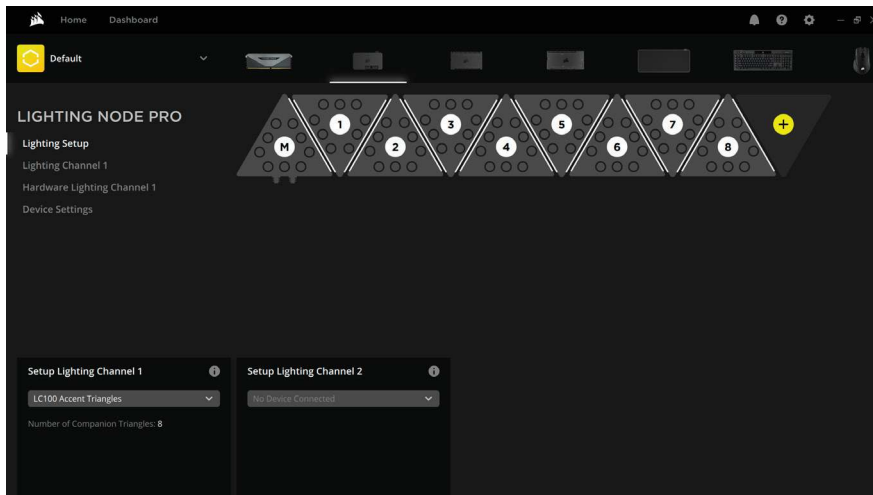 Home Dashboard
Default
LIGHTING NODE PRO
Lighting Setup
Lighting Channel 1
Hardware Lighting Channel 1
Device Settings
1 3 5 7 +
M 2 4 6 8
Setup Lighting Channel 1
LC100 Accent Triangles
Number of Companion Triangles: 8
Setup Lighting Channel 2
No Device Connected